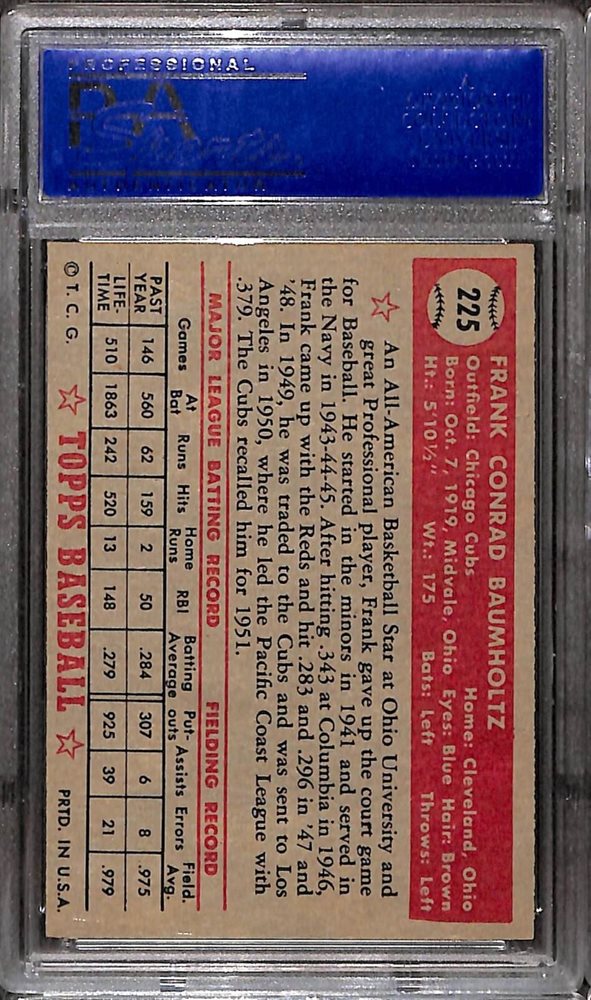 PROFESSIONAL
PSA
225
FRANK CONRAD BAUMHOLTZ
Outfield: Chicago Cubs Home: Cleveland, Ohio
Born: Oct. 7, 1919, Midvale, Ohio Eyes: Blue Hair: Brown
Ht.: 5'10½" Wt.: 175 Bats: Left Throws: Left
An All-American Basketball Star at Ohio University and
great Professional player, Frank gave up the court game
for Baseball. He started in the minors in 1941 and served in
the Navy in 1943-44-45. After hitting .343 at Columbia in 1946,
Frank came up with the Reds and hit .283 and .296 in '47 and
'48. In 1949, he was traded to the Cubs and was sent to Los
Angeles in 1950, where he led the Pacific Coast League with
.379. The Cubs recalled him for 1951.
MAJOR LEAGUE BATTING RECORD FIELDING RECORD
Games At Bat Runs Hits Home Runs RBI Batting Average Put-outs Assists Errors Field. Avg.
PAST YEAR 146 560 62 159 2 50 .284 307 6 8 .975
LIFE-TIME 510 1863 242 520 13 148 .279 925 39 21 .979
© T. C. G. TOPPS BASEBALL PRTD. IN U.S.A.